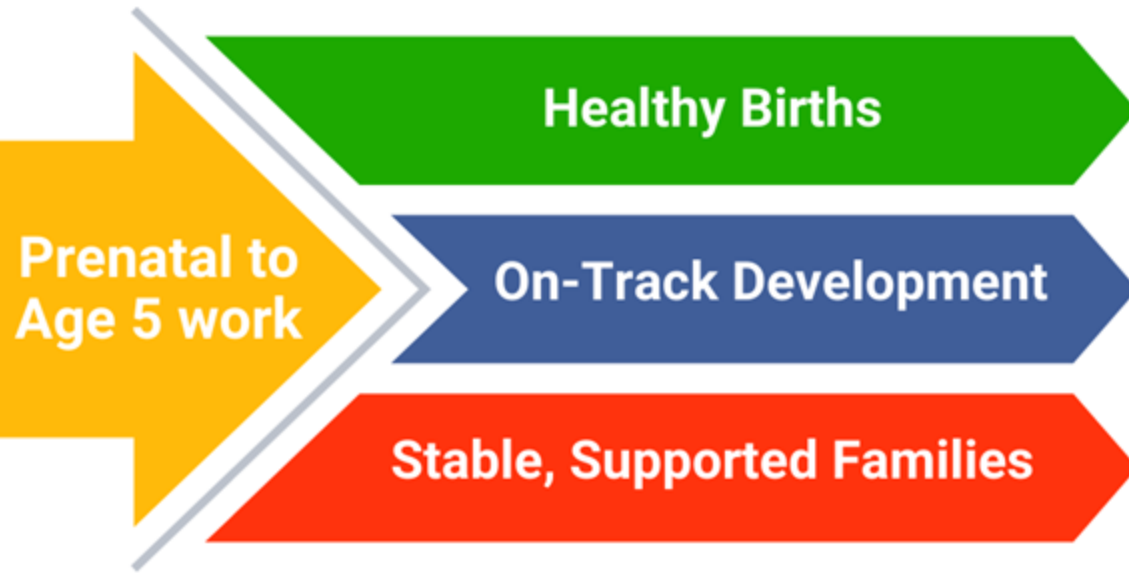 Prenatal to
Age 5 work
Healthy Births
On-Track Development
Stable, Supported Families